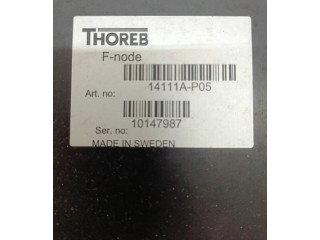 THOREB
F-node
Art. no: 14111A-P05
Ser. no: 10147987
MADE IN SWEDEN